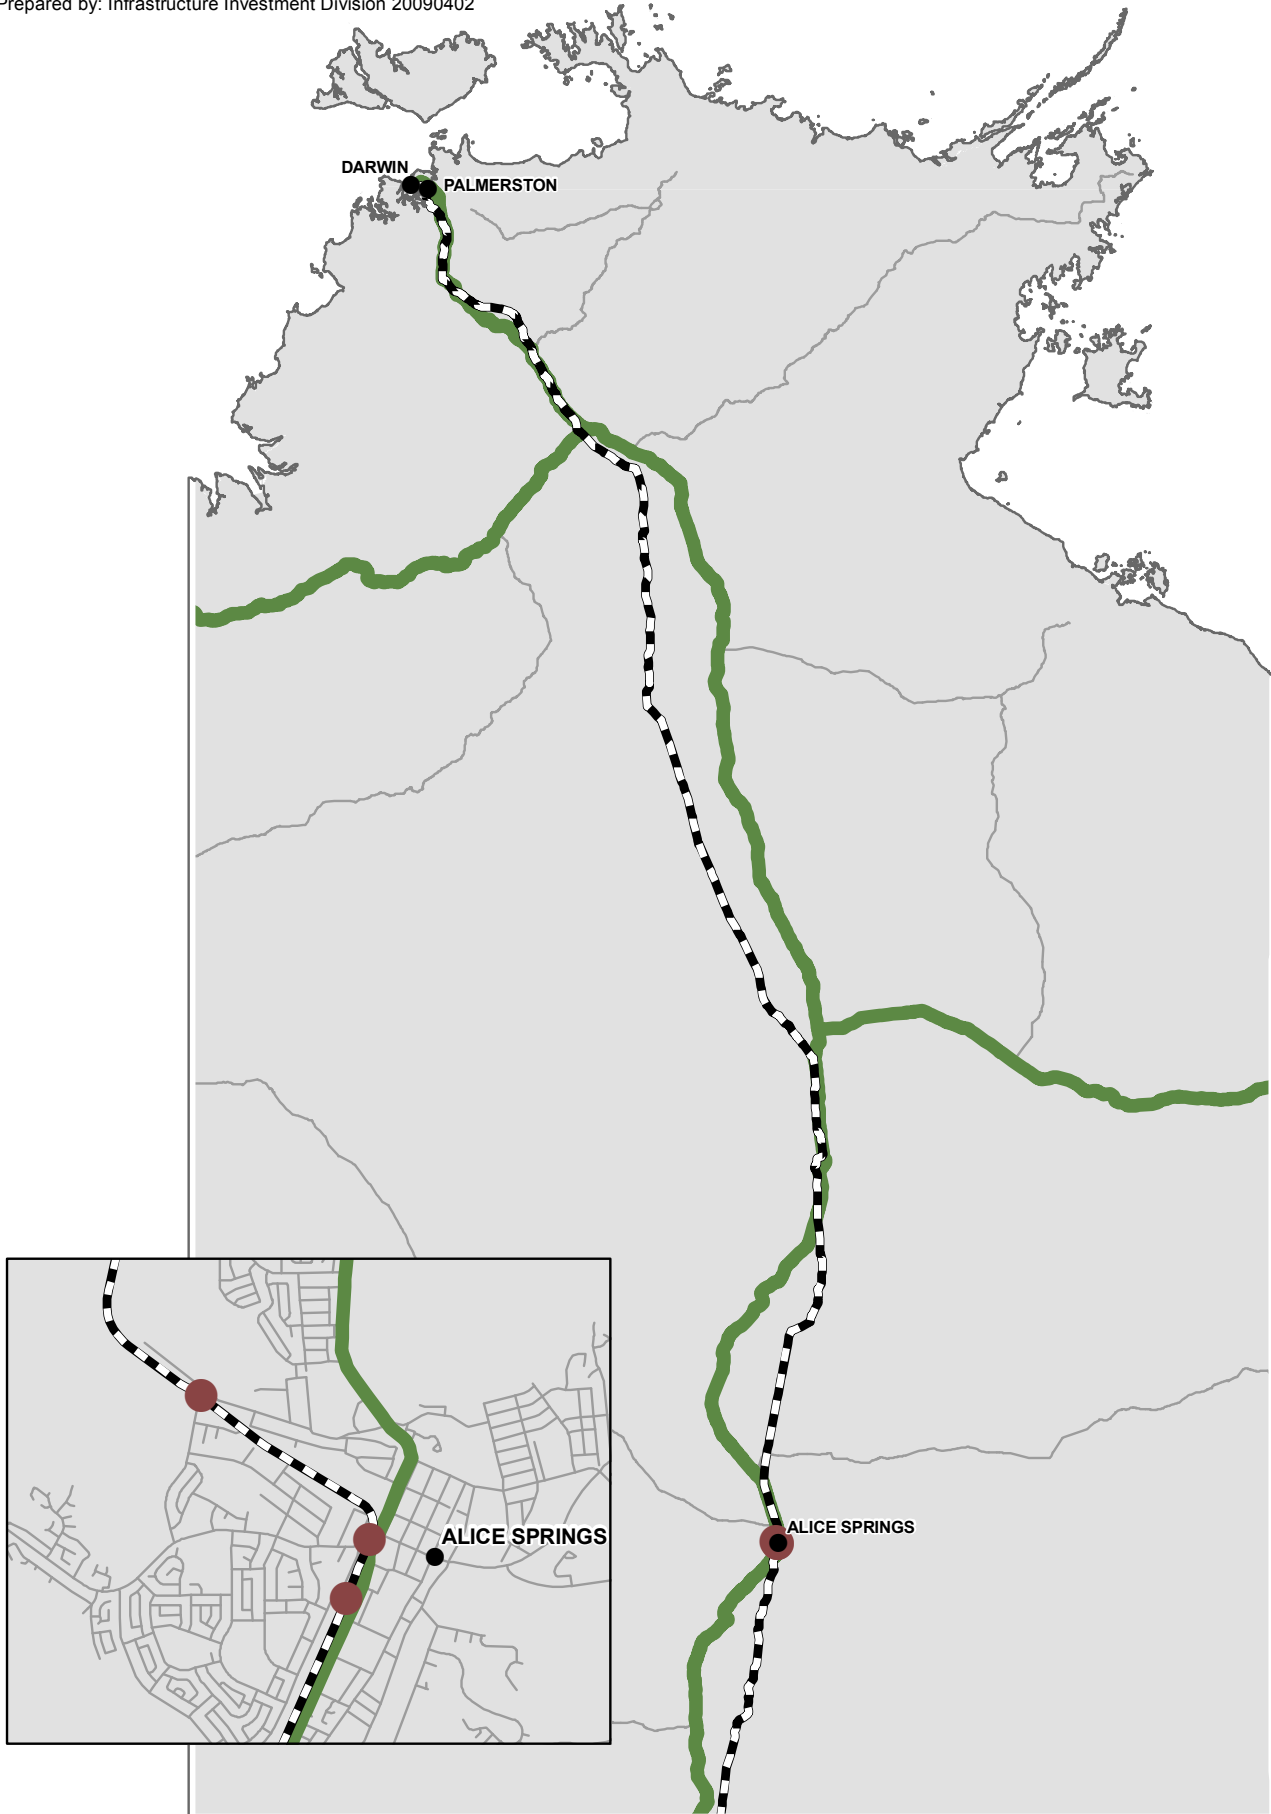 Prepared by: Infrastructure Investment Division 20090402
DARWIN
PALMERSTON
ALICE SPRINGS
ALICE SPRINGS